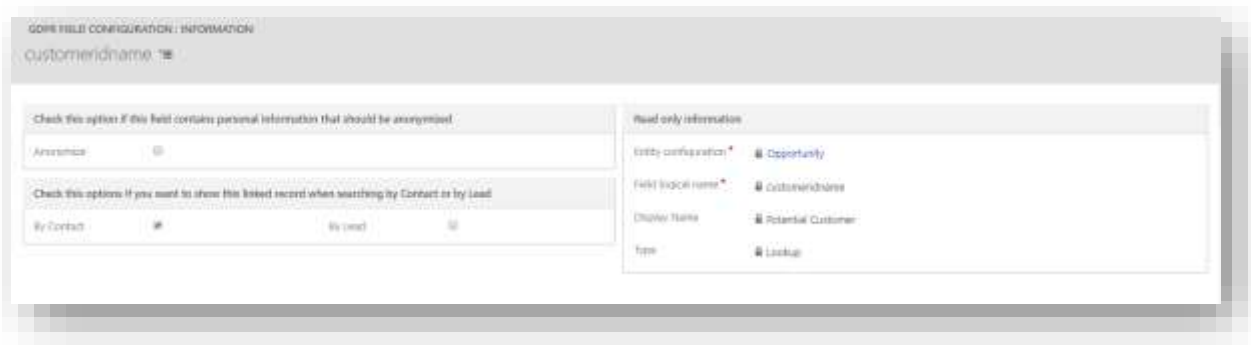 GDPR FIELD CONFIGURATION : INFORMATION
customeridname
Check this option if this field contains personal information that should be anonymized
Anonymize
Check this options if you want to show this linked record when searching by Contact or by Lead
By Contact
By Lead
Read only information
Entity configuration *
Opportunity
Field logical name *
customeridname
Display Name
Potential Customer
Type
Lookup